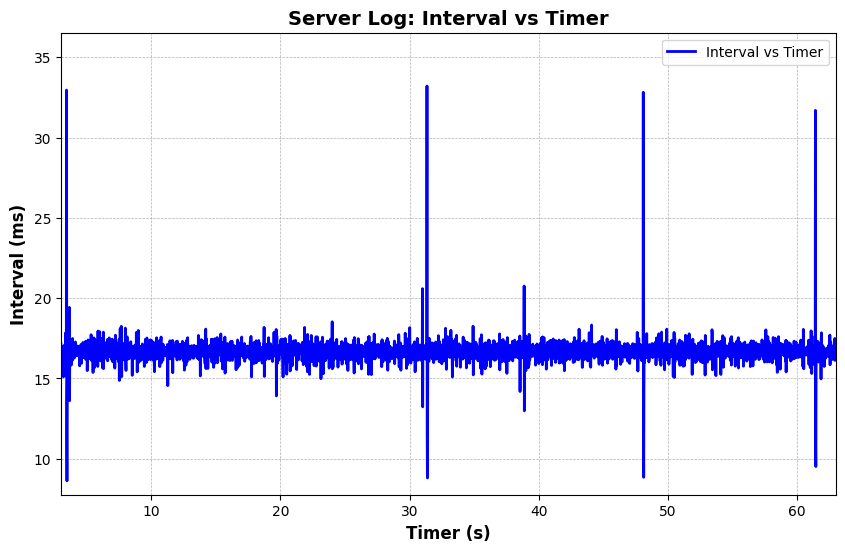 Server Log: Interval vs Timer
Interval vs Timer
35
30
25
20
15
10
Interval (ms)
10 20 30 40 50 60
Timer (s)